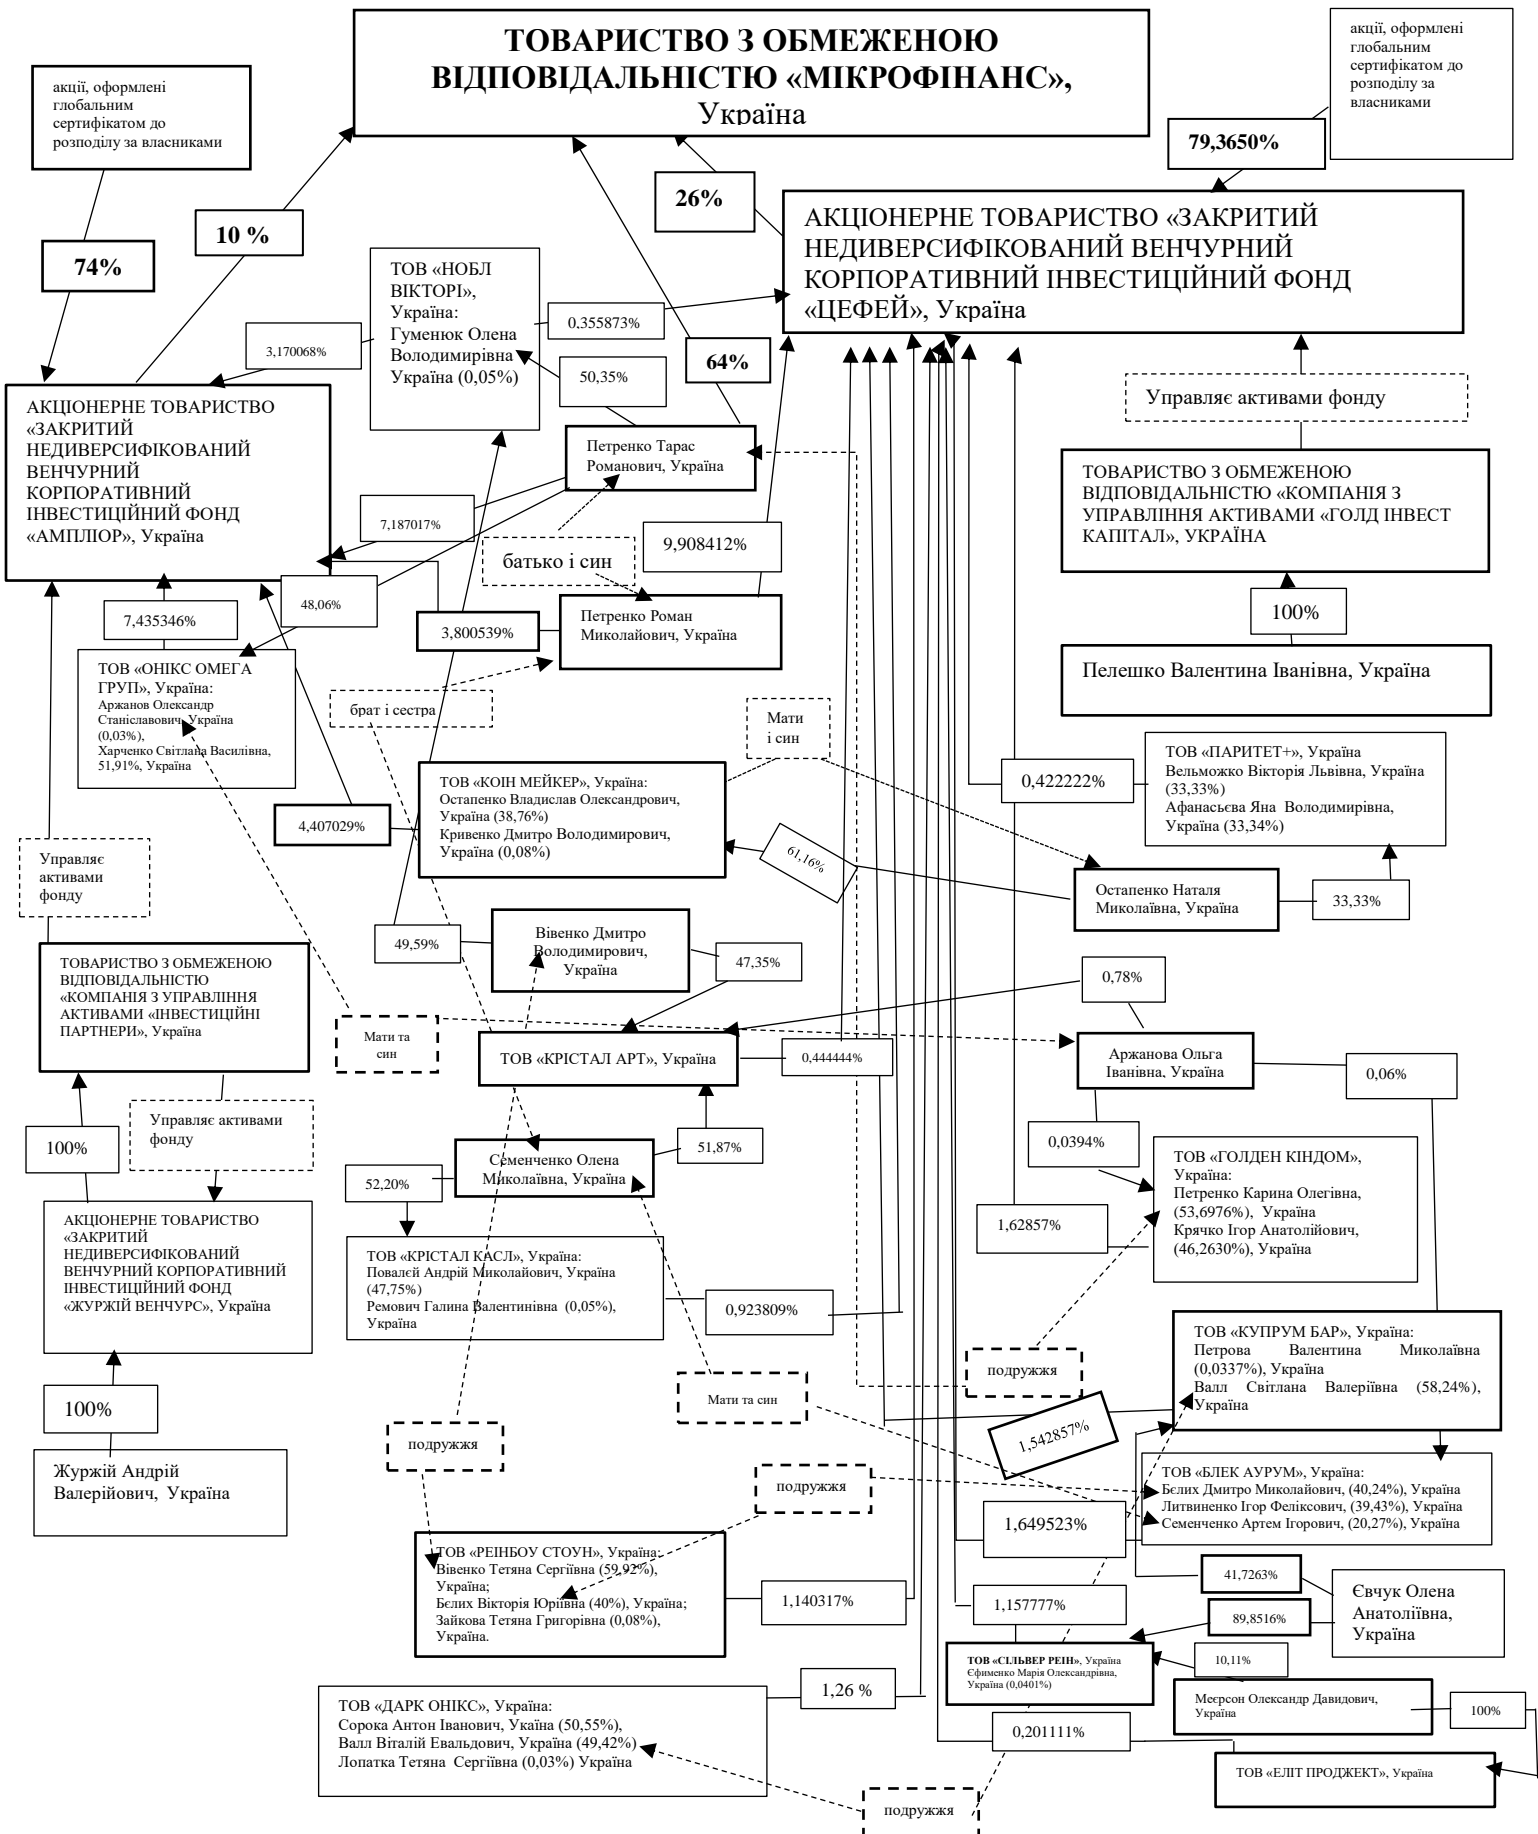 ТОВАРИСТВО З ОБМЕЖЕНОЮ
ВІДПОВІДАЛЬНІСТЮ «МІКРОФІНАНС»,
Україна
акції, оформлені
глобальним
сертифікатом до
розподілу за
власниками
акції, оформлені
глобальним
сертифікатом до
розподілу за власниками
79,3650%
26%
10 %
74%
АКЦІОНЕРНЕ ТОВАРИСТВО «ЗАКРИТИЙ
НЕДИВЕРСИФІКОВАНИЙ ВЕНЧУРНИЙ
КОРПОРАТИВНИЙ ІНВЕСТИЦІЙНИЙ ФОНД
«ЦЕФЕЙ», Україна
ТОВ «НОБЛ
ВІКТОРІ»,
Україна:
Гуменюк Олена
Володимирівна
Україна (0,05%)
0,355873%
3,170068%
50,35%
64%
АКЦІОНЕРНЕ ТОВАРИСТВО
«ЗАКРИТИЙ
НЕДИВЕРСИФІКОВАНИЙ
ВЕНЧУРНИЙ
КОРПОРАТИВНИЙ
ІНВЕСТИЦІЙНИЙ ФОНД
«АМПЛІОР», Україна
Управляє активами фонду
Петренко Тарас
Романович, Україна
ТОВАРИСТВО З ОБМЕЖЕНОЮ
ВІДПОВІДАЛЬНІСТЮ «КОМПАНІЯ З
УПРАВЛІННЯ АКТИВАМИ «ГОЛД ІНВЕСТ
КАПІТАЛ», УКРАЇНА
7,187017%
9,908412%
батько і син
48,06%
7,435346%
3,800539%
Петренко Роман
Миколайович, Україна
100%
Пелешко Валентина Іванівна, Україна
ТОВ «ОНІКС ОМЕГА
ГРУП», Україна:
Аржанов Олександр
Станіславович, Україна
(0,03%),
Харченко Світлана Василівна,
51,91%, Україна
брат і сестра
Мати
і син
ТОВ «ПАРИТЕТ+», Україна
Вельможко Вікторія Львівна, Україна
(33,33%)
Афанасьєва Яна Володимирівна,
Україна (33,34%)
0,422222%
ТОВ «КОІН МЕЙКЕР», Україна:
Остапенко Владислав Олександрович,
Україна (38,76%)
Кривенко Дмитро Володимирович,
Україна (0,08%)
4,407029%
61,16%
Управляє
активами
фонду
Остапенко Наталя
Миколаївна, Україна
33,33%
49,59%
Вівенко Дмитро
Володимирович,
Україна
47,35%
0,78%
ТОВАРИСТВО З ОБМЕЖЕНОЮ
ВІДПОВІДАЛЬНІСТЮ
«КОМПАНІЯ З УПРАВЛІННЯ
АКТИВАМИ «ІНВЕСТИЦІЙНІ
ПАРТНЕРИ», Україна
Мати та
син
ТОВ «КРІСТАЛ АРТ», Україна
0,444444%
Аржанова Ольга
Іванівна, Україна
0,06%
100%
Управляє активами
фонду
51,87%
0,0394%
Семенченко Олена
Миколаївна, Україна
52,20%
ТОВ «ГОЛДЕН КІНДОМ»,
Україна:
Петренко Карина Олегівна,
(53,6976%), Україна
Крячко Ігор Анатолійович,
(46,2630%), Україна
1,62857%
АКЦІОНЕРНЕ ТОВАРИСТВО
«ЗАКРИТИЙ
НЕДИВЕРСИФІКОВАНИЙ
ВЕНЧУРНИЙ КОРПОРАТИВНИЙ
ІНВЕСТИЦІЙНИЙ ФОНД
«ЖУРЖІЙ ВЕНЧУРС», Україна
ТОВ «КРІСТАЛ КАСЛ», Україна:
Повалєй Андрій Миколайович, Україна
(47,75%)
Ремович Галина Валентинівна (0,05%),
Україна
0,923809%
ТОВ «КУПРУМ БАР», Україна:
Петрова Валентина Миколаївна
(0,0337%), Україна
Валл Світлана Валеріївна (58,24%),
Україна
подружжя
Мати та син
100%
1,542857%
подружжя
Журжій Андрій
Валерійович, Україна
подружжя
ТОВ «БЛЕК АУРУМ», Україна:
Бєлих Дмитро Миколайович, (40,24%), Україна
Литвиненко Ігор Феліксович, (39,43%), Україна
Семенченко Артем Ігорович, (20,27%), Україна
1,649523%
ТОВ «РЕІНБОУ СТОУН», Україна:
Вівенко Тетяна Сергіївна (59,92%),
Україна;
Бєлих Вікторія Юріївна (40%), Україна;
Зайкова Тетяна Григорівна (0,08%),
Україна.
1,140317%
1,157777%
41,7263%
89,8516%
Євчук Олена
Анатоліївна,
Україна
ТОВ «СІЛЬВЕР РЕІН», Україна
Єфименко Марія Олександрівна,
Україна (0,0401%)
10,11%
1,26 %
ТОВ «ДАРК ОНІКС», Україна:
Сорока Антон Іванович, Укаїна (50,55%),
Валл Віталій Евальдович, Україна (49,42%)
Лопатка Тетяна Сергіївна (0,03%) Україна
Меєрсон Олександр Давидович,
Україна
100%
0,201111%
ТОВ «ЕЛІТ ПРОДЖЕКТ», Україна
подружжя